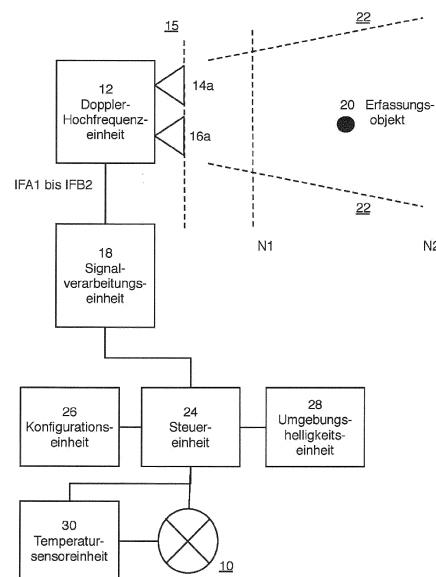 15
22
12
Doppler-
Hochfrequenz-
einheit
14a
16a
20 Erfassungs-
objekt
IFA1 bis IFB2
22
N1
N2
18
Signal-
verarbeitungs-
einheit
26
Konfigurations-
einheit
24
Steuer-
einheit
28
Umgebungs-
helligkeits-
einheit
30
Temperatur-
sensoreinheit
10